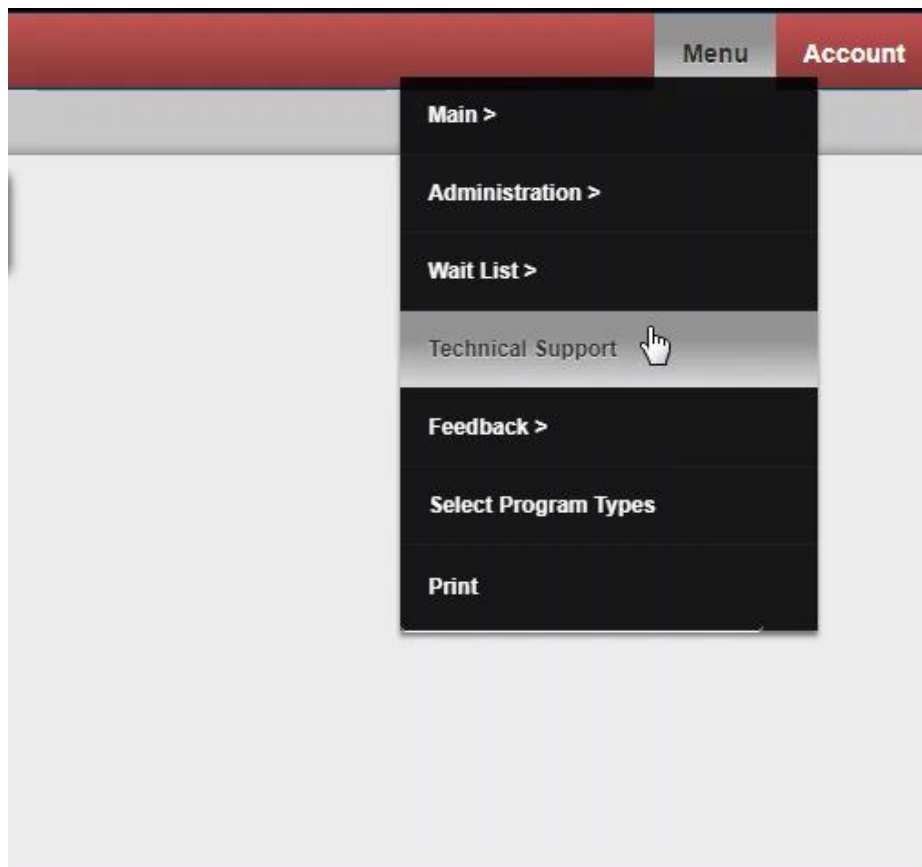 Menu Account
Main >
Administration >
Wait List >
Technical Support
Feedback >
Select Program Types
Print